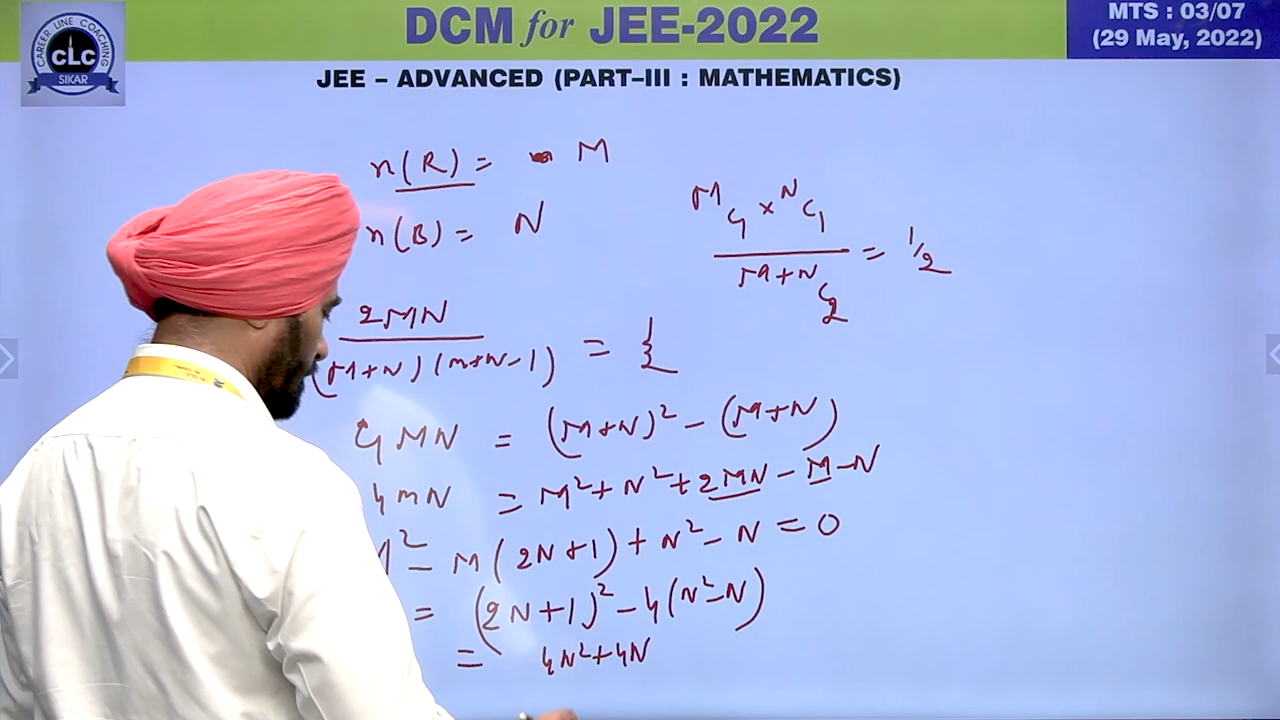 DCM for JEE-2022
MTS : 03/07
(29 May, 2022)
CAREER LINE COACHING
CLC
SIKAR
JEE – ADVANCED (PART–III : MATHEMATICS)
n(R) = M
n(B) = N
ᴹC₁ × ᴺC₁ / ᴹ⁺ᴺC₂ = 1/2
2MN / (M+N)(M+N-1) = 1/2
4MN = (M+N)² - (M+N)
4MN = M² + N² + 2MN - M - N
M² - M(2N+1) + N² - N = 0
= (2N+1)² - 4(N²-N)
= 4N²+4N